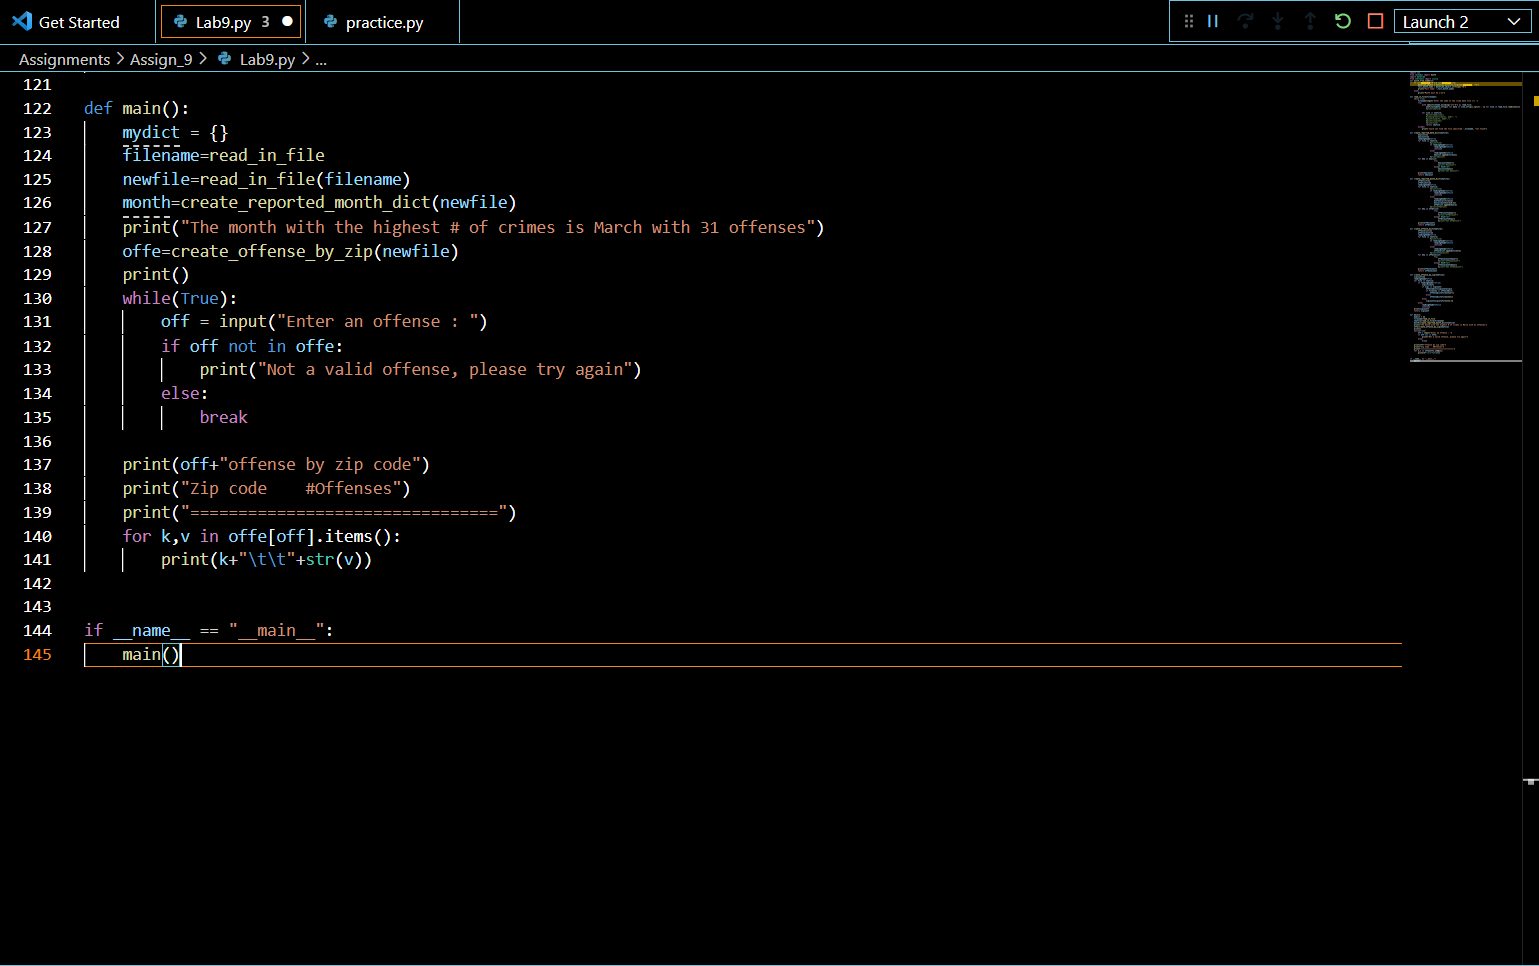 Get Started
Lab9.py 3
practice.py
Launch 2
Assignments > Assign_9 > Lab9.py > ...
121
122 def main():
123     mydict = {}
124     filename=read_in_file
125     newfile=read_in_file(filename)
126     month=create_reported_month_dict(newfile)
127     print("The month with the highest # of crimes is March with 31 offenses")
128     offe=create_offense_by_zip(newfile)
129     print()
130     while(True):
131         off = input("Enter an offense : ")
132         if off not in offe:
133             print("Not a valid offense, please try again")
134         else:
135             break
136
137     print(off+"offense by zip code")
138     print("Zip code    #Offenses")
139     print("================================")
140     for k,v in offe[off].items():
141         print(k+"\t\t"+str(v))
142
143
144 if __name__ == "__main__":
145     main()